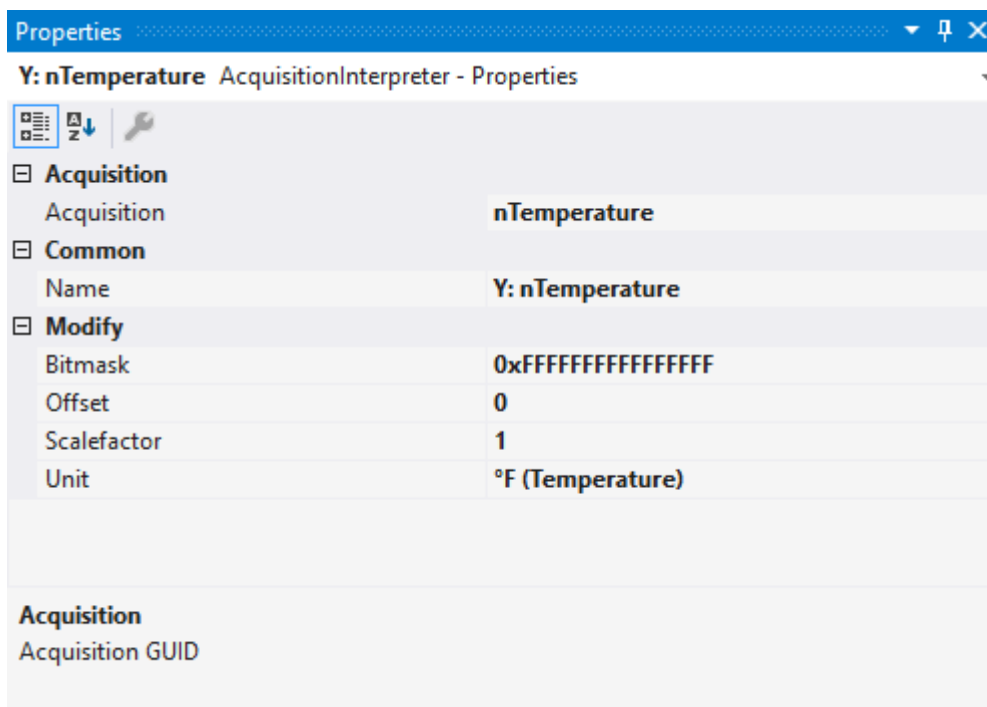 Properties
Y: nTemperature AcquisitionInterpreter - Properties
Acquisition
Acquisition nTemperature
Common
Name Y: nTemperature
Modify
Bitmask 0xFFFFFFFFFFFFFFFF
Offset 0
Scalefactor 1
Unit °F (Temperature)
Acquisition
Acquisition GUID